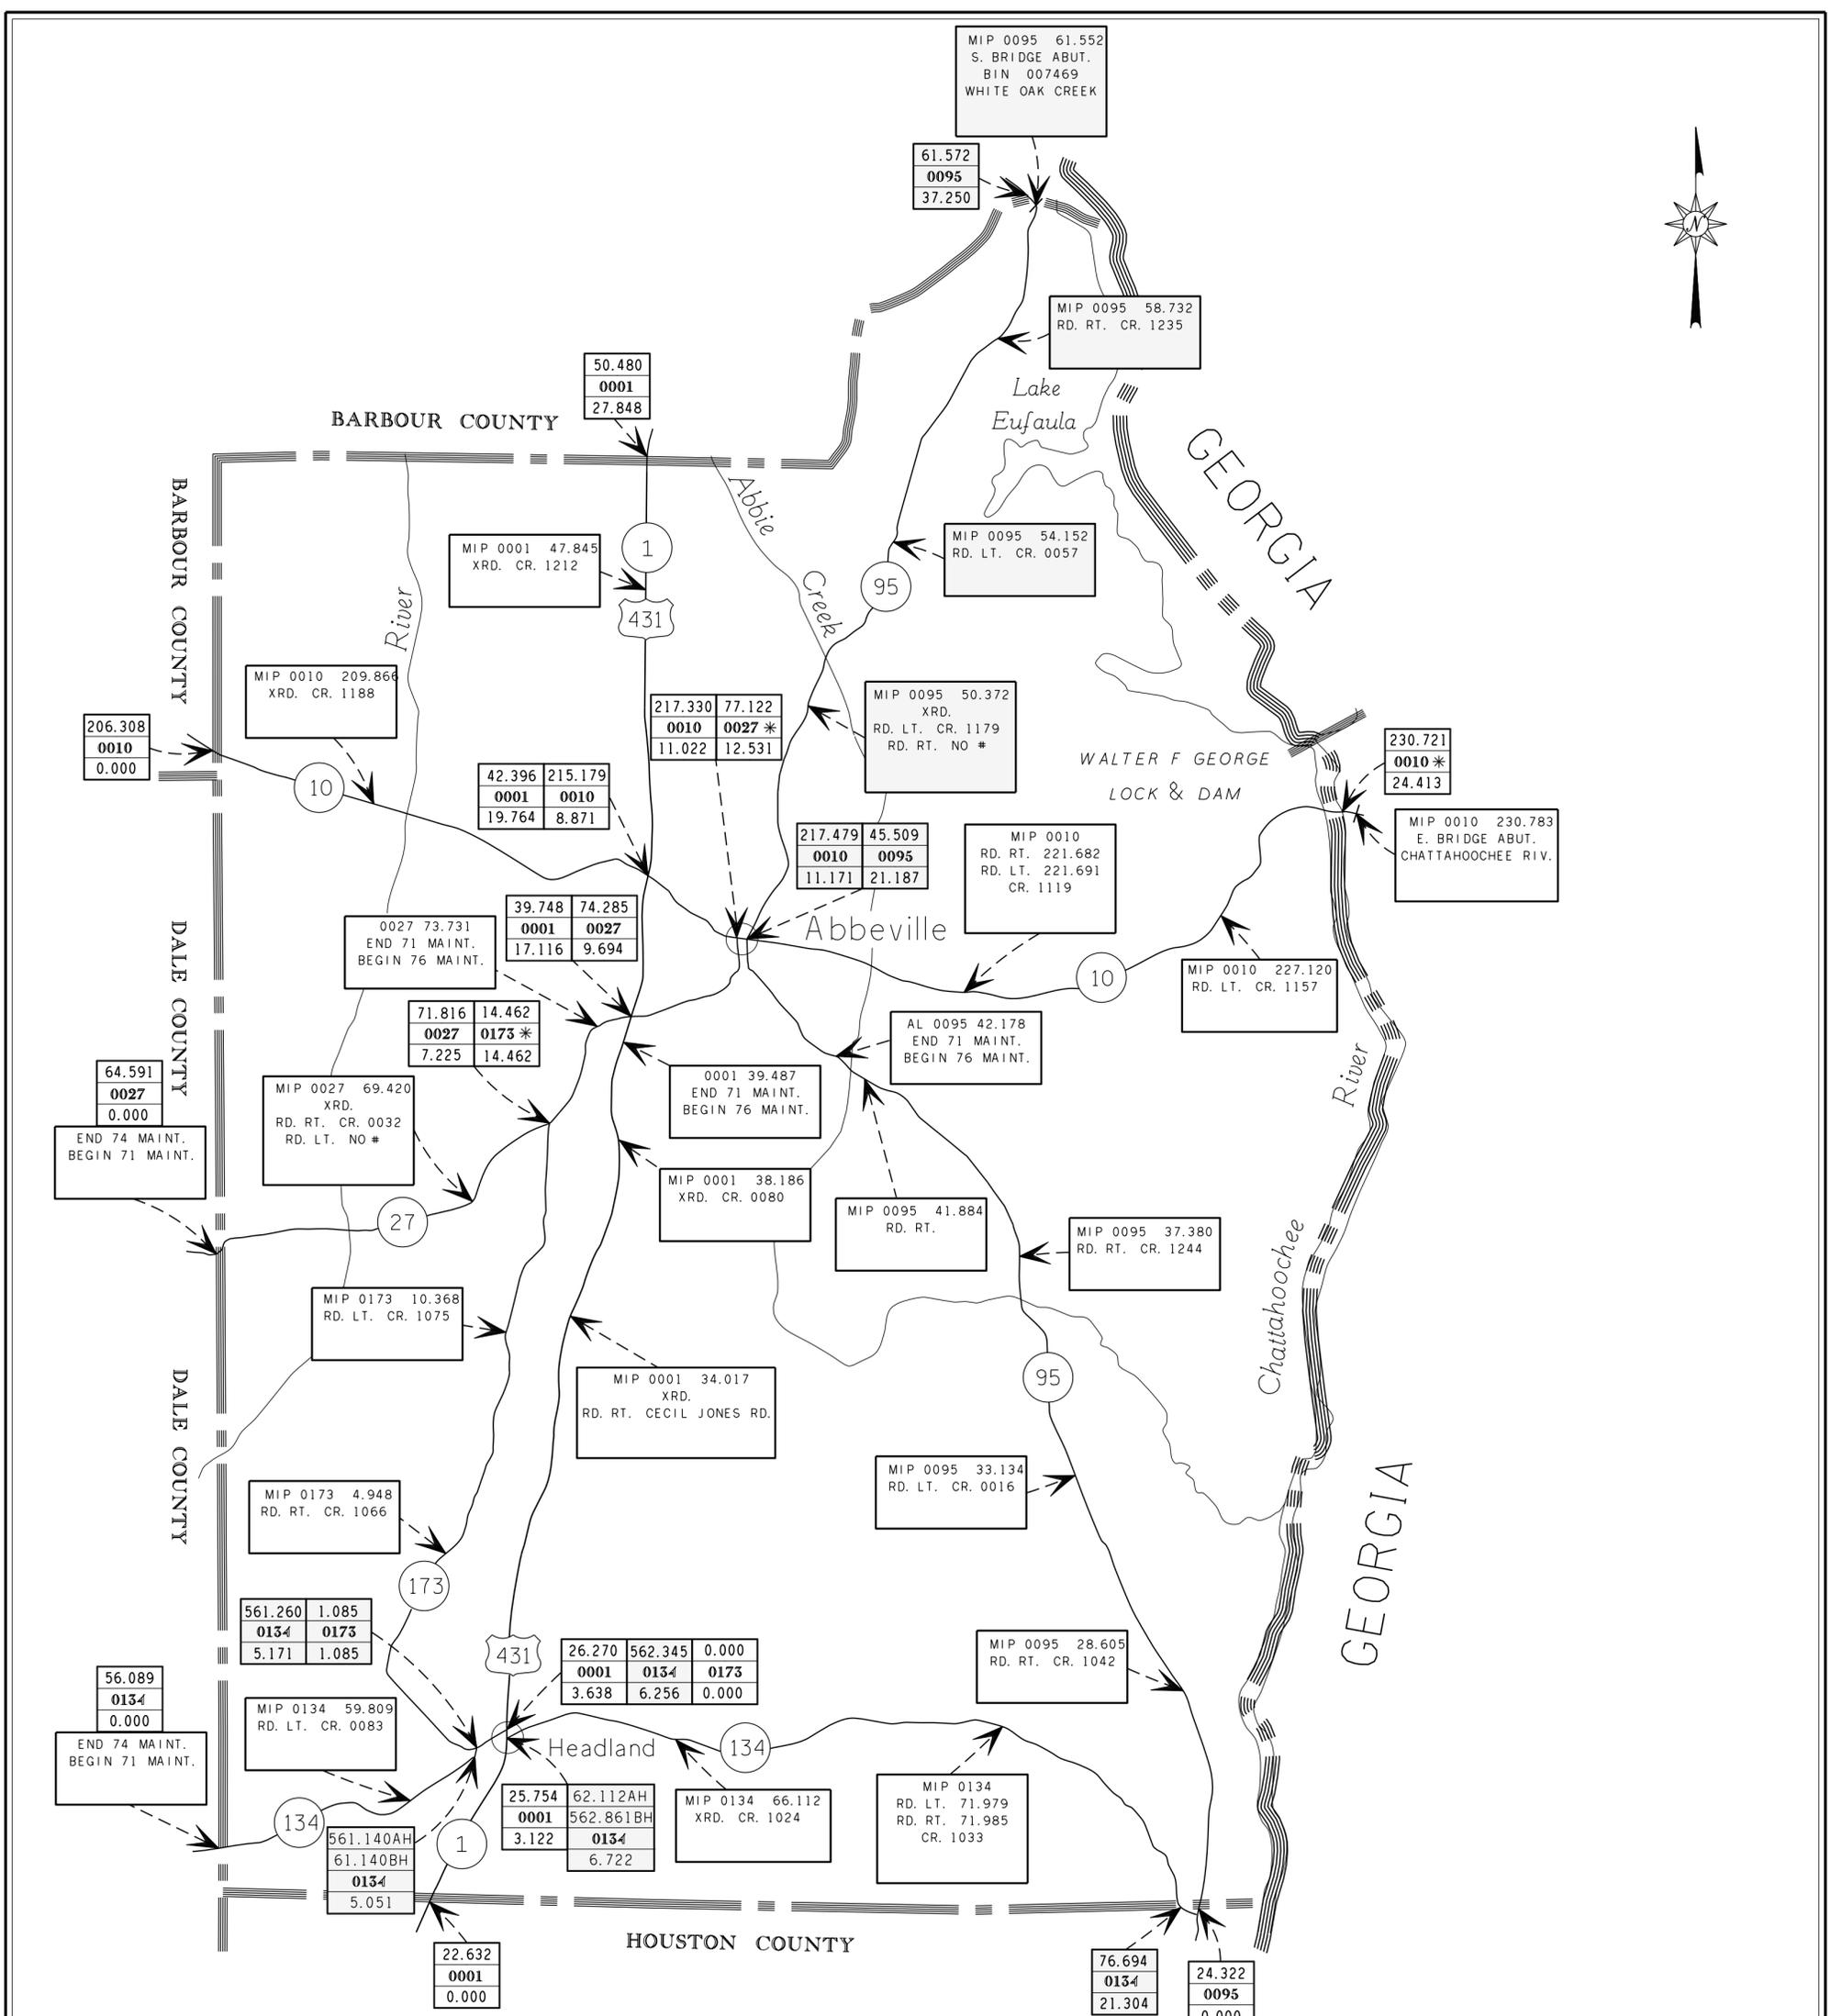 MIP 0095 61.552
S. BRIDGE ABUT.
BIN 007469
WHITE OAK CREEK
61.572
0095
37.250
N
MIP 0095 58.732
RD. RT. CR. 1235
50.480
0001
27.848
Lake
Eufaula
BARBOUR COUNTY
GEORGIA
BARBOUR COUNTY
Abbie
Creek
River
MIP 0001 47.845
XRD. CR. 1212
1
431
MIP 0095 54.152
RD. LT. CR. 0057
95
MIP 0010 209.866
XRD. CR. 1188
206.308
0010
0.000
10
217.330 77.122
0010 0027 *
11.022 12.531
MIP 0095 50.372
XRD.
RD. LT. CR. 1179
RD. RT. NO #
WALTER F GEORGE
LOCK & DAM
230.721
0010 *
24.413
42.396 215.179
0001 0010
19.764 8.871
MIP 0010 230.783
E. BRIDGE ABUT.
CHATTAHOOCHEE RIV.
217.479 45.509
0010 0095
11.171 21.187
MIP 0010
RD. RT. 221.682
RD. LT. 221.691
CR. 1119
39.748 74.285
0001 0027
17.116 9.694
Abbeville
0027 73.731
END 71 MAINT.
BEGIN 76 MAINT.
DALE COUNTY
10
MIP 0010 227.120
RD. LT. CR. 1157
71.816 14.462
0027 0173 *
7.225 14.462
AL 0095 42.178
END 71 MAINT.
BEGIN 76 MAINT.
River
64.591
0027
0.000
END 74 MAINT.
BEGIN 71 MAINT.
MIP 0027 69.420
XRD.
RD. RT. CR. 0032
RD. LT. NO #
0001 39.487
END 71 MAINT.
BEGIN 76 MAINT.
MIP 0001 38.186
XRD. CR. 0080
MIP 0095 41.884
RD. RT.
27
MIP 0095 37.380
RD. RT. CR. 1244
Chattahoochee
MIP 0173 10.368
RD. LT. CR. 1075
MIP 0001 34.017
XRD.
RD. RT. CECIL JONES RD.
95
DALE COUNTY
MIP 0095 33.134
RD. LT. CR. 0016
GEORGIA
MIP 0173 4.948
RD. RT. CR. 1066
173
561.260 1.085
0134 0173
5.171 1.085
431
26.270 562.345 0.000
0001 0134 0173
3.638 6.256 0.000
MIP 0095 28.605
RD. RT. CR. 1042
56.089
0134
0.000
END 74 MAINT.
BEGIN 71 MAINT.
MIP 0134 59.809
RD. LT. CR. 0083
Headland
134
MIP 0134
RD. LT. 71.979
RD. RT. 71.985
CR. 1033
25.754
0001
3.122
62.112AH
562.861BH
0134
6.722
MIP 0134 66.112
XRD. CR. 1024
134
561.140AH
61.140BH
0134
5.051
1
HOUSTON COUNTY
22.632
0001
0.000
76.694
0134
21.304
24.322
0095
0.000